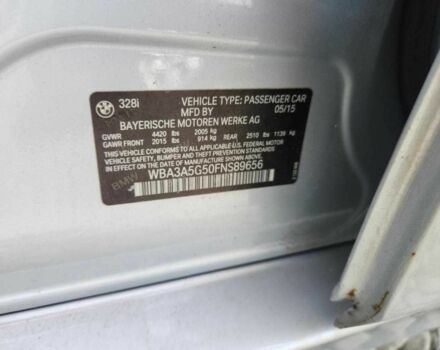 328i
VEHICLE TYPE: PASSENGER CAR
MFD BY 05/15
BAYERISCHE MOTOREN WERKE AG
GVWR 4420 lbs 2005 kg
GAWR FRONT 2015 lbs 914 kg REAR 2510 lbs 1139 kg
THIS VEHICLE CONFORMS TO ALL APPLICABLE U.S. FEDERAL MOTOR
VEHICLE SAFETY, BUMPER, AND THEFT PREVENTION STANDARDS
IN EFFECT ON THE DATE OF MANUFACTURE SHOWN ABOVE.
WBA3A5G50FNS89656
BMW